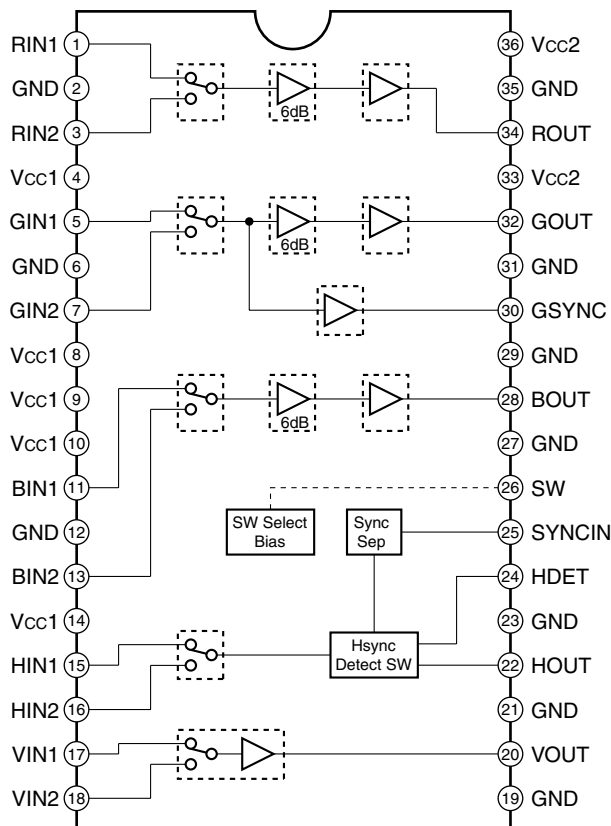 RIN1 1 36 Vcc2
GND 2 35 GND
RIN2 3 6dB 34 ROUT
Vcc1 4 33 Vcc2
GIN1 5 32 GOUT
6dB
GND 6 31 GND
GIN2 7 30 GSYNC
Vcc1 8 29 GND
Vcc1 9 28 BOUT
6dB
Vcc1 10 27 GND
BIN1 11 26 SW
SW Select Bias
Sync Sep
GND 12 25 SYNCIN
BIN2 13 24 HDET
Vcc1 14 23 GND
Hsync Detect SW
HIN1 15 22 HOUT
HIN2 16 21 GND
VIN1 17 20 VOUT
VIN2 18 19 GND